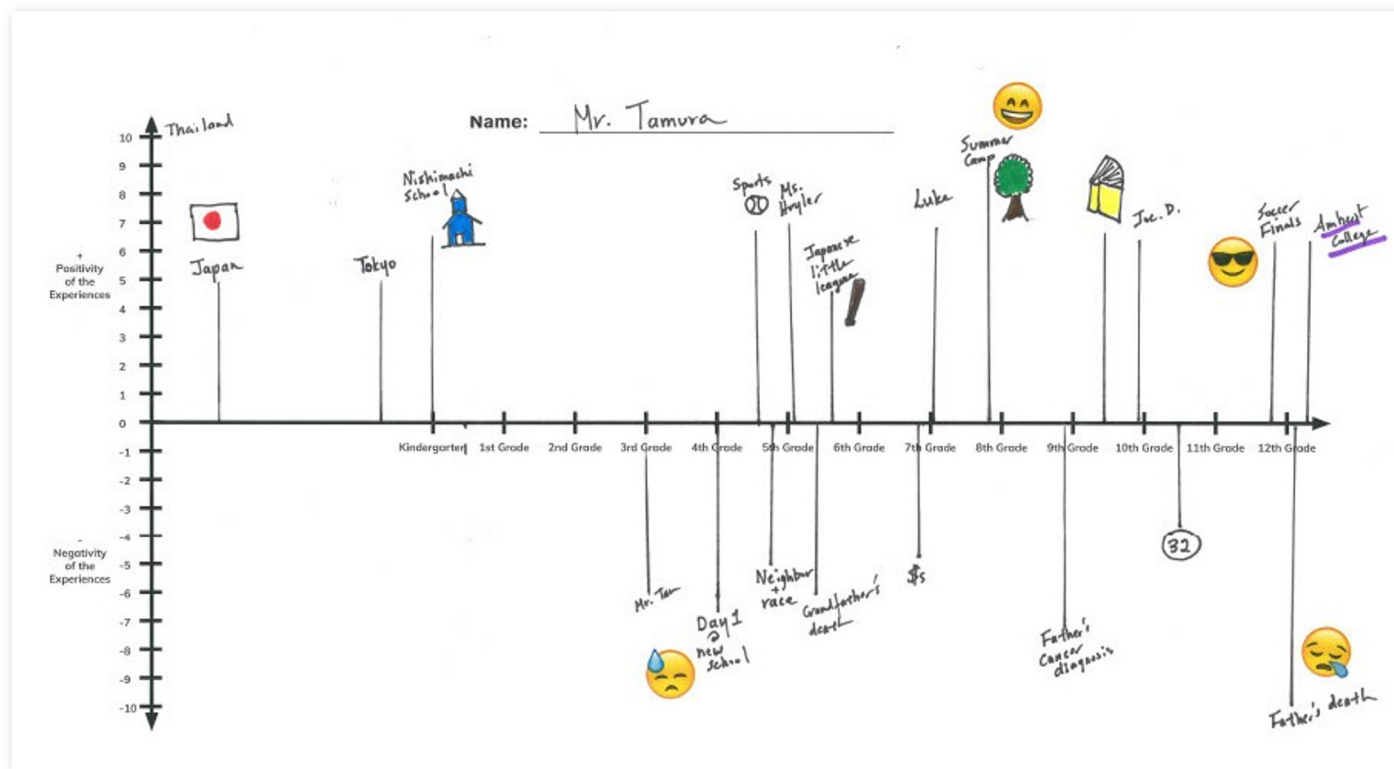 Name: Mr. Tamura
10
Thailand
9
8
7
6
5
4
3
2
1
0
-1
-2
-3
-4
-5
-6
-7
-8
-9
-10
+
Positivity
of the
Experiences
-
Negativity
of the
Experiences
Japan
Tokyo
Nishimachi
School
Sports
Ms.
Hoyler
Japanese
little
league
Luke
Summer
Camp
Joe. D.
Soccer
Finals
Amherst
College
Kindergarten
1st Grade
2nd Grade
3rd Grade
4th Grade
5th Grade
6th Grade
7th Grade
8th Grade
9th Grade
10th Grade
11th Grade
12th Grade
Mr. Tan
Day 1
@
new
school
Neighbor
+
race
Grandfather's
death
$s
Father's
cancer
diagnosis
32
Father's death